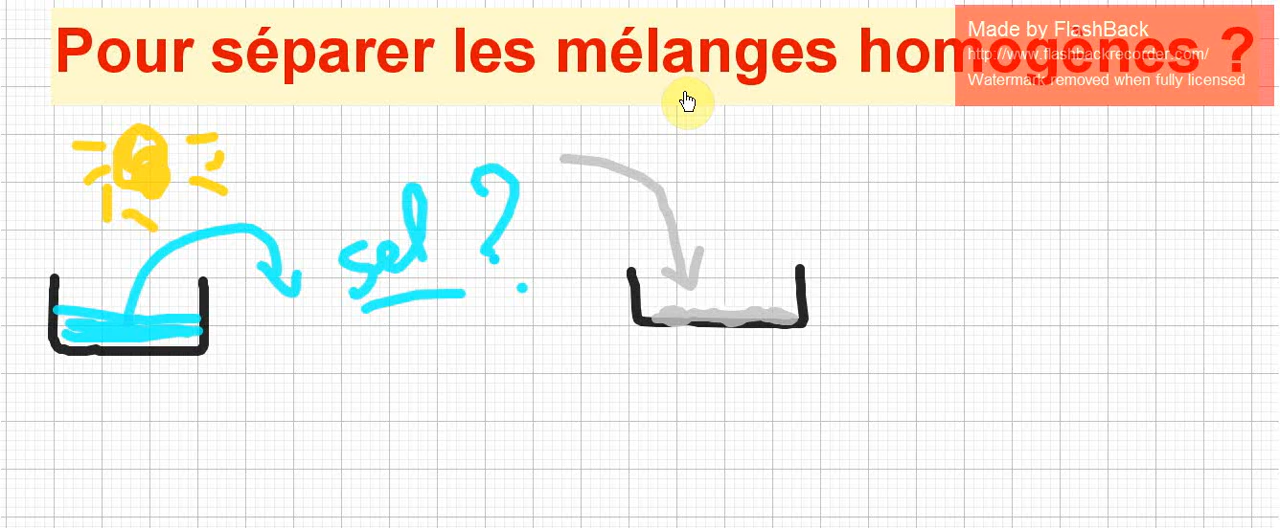 Pour séparer les mélanges homogènes ?
Made by FlashBack
http://www.flashbackrecorder.com/
Watermark removed when fully licensed
sel ?